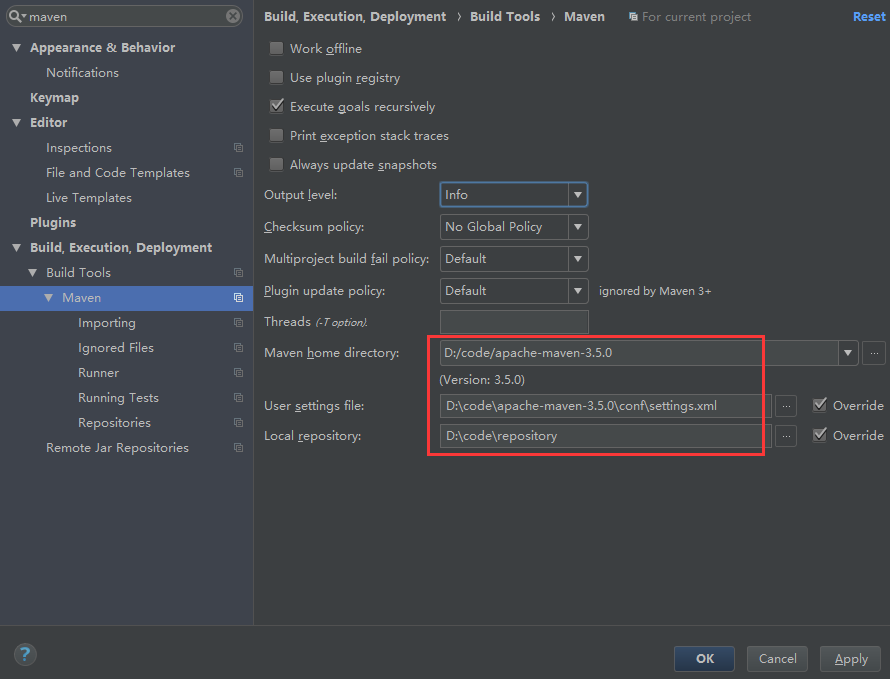 maven
Build, Execution, Deployment › Build Tools › Maven For current project Reset
Appearance & Behavior
Notifications
Keymap
Editor
Inspections
File and Code Templates
Live Templates
Plugins
Build, Execution, Deployment
Build Tools
Maven
Importing
Ignored Files
Runner
Running Tests
Repositories
Remote Jar Repositories
Work offline
Use plugin registry
Execute goals recursively
Print exception stack traces
Always update snapshots
Output level: Info
Checksum policy: No Global Policy
Multiproject build fail policy: Default
Plugin update policy: Default ignored by Maven 3+
Threads (-T option).
Maven home directory: D:/code/apache-maven-3.5.0 ...
(Version: 3.5.0)
User settings file: D:\code\apache-maven-3.5.0\conf\settings.xml ... Override
Local repository: D:\code\repository ... Override
? OK Cancel Apply